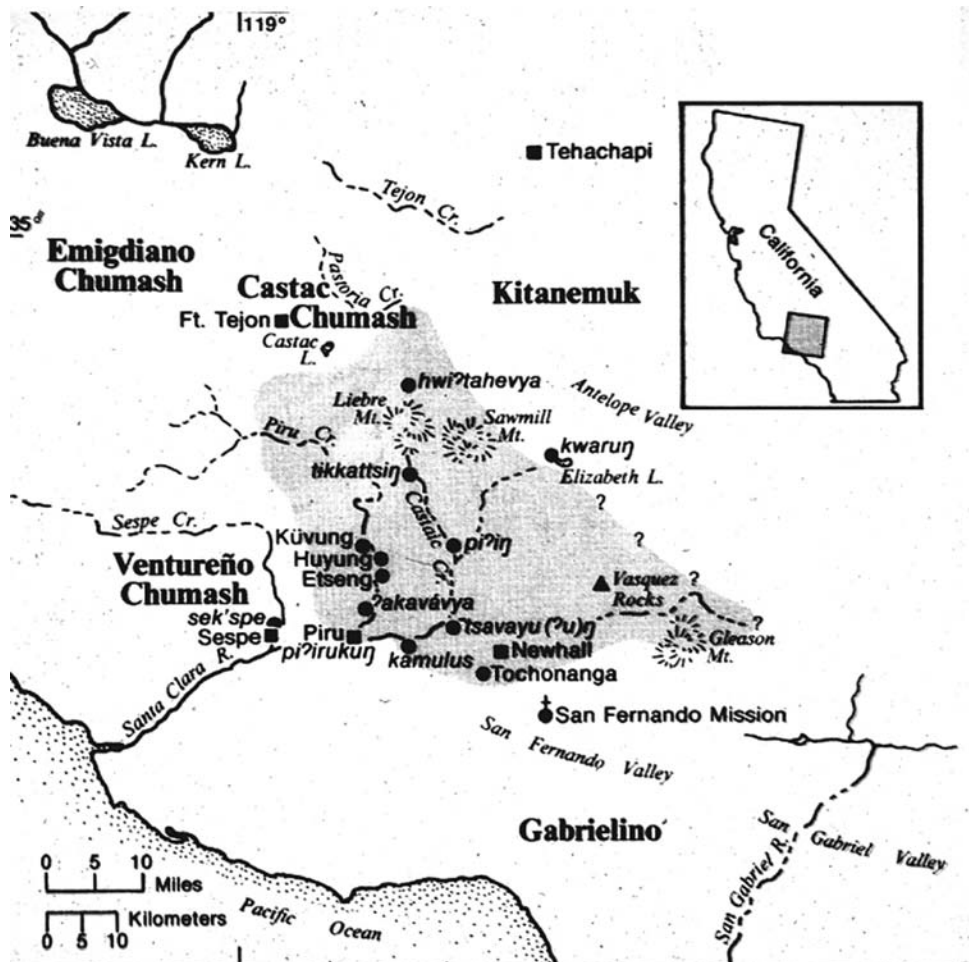 119°
Buena Vista L.
Kern L.
Tehachapi
Tejon Cr.
35°
Emigdiano
Chumash
Castac
Chumash
Pastoria Cr.
Kitanemuk
California
Ft. Tejon
Castac
L.
hwiʔtahevya
Liebre
Mt.
Sawmill
Mt.
Antelope Valley
Piru Cr.
kwaruŋ
Elizabeth L.
tikkattsiŋ
?
Castaic Cr.
Sespe Cr.
?
Küvung
piʔiŋ
Huyung
Etseng
Ventureño
Chumash
Vasquez
Rocks
?
ʔakavávya
?
sek'spe
Sespe
Piru
piʔirukuŋ
tsavayu (ʔu)ŋ
kamulus
Newhall
Gleason
Mt.
Tochonanga
Santa Clara R.
San Fernando Mission
San Fernando Valley
Gabrielino
San Gabriel R.
San Gabriel Valley
0 5 10
Miles
Kilometers
0 5 10
Pacific Ocean